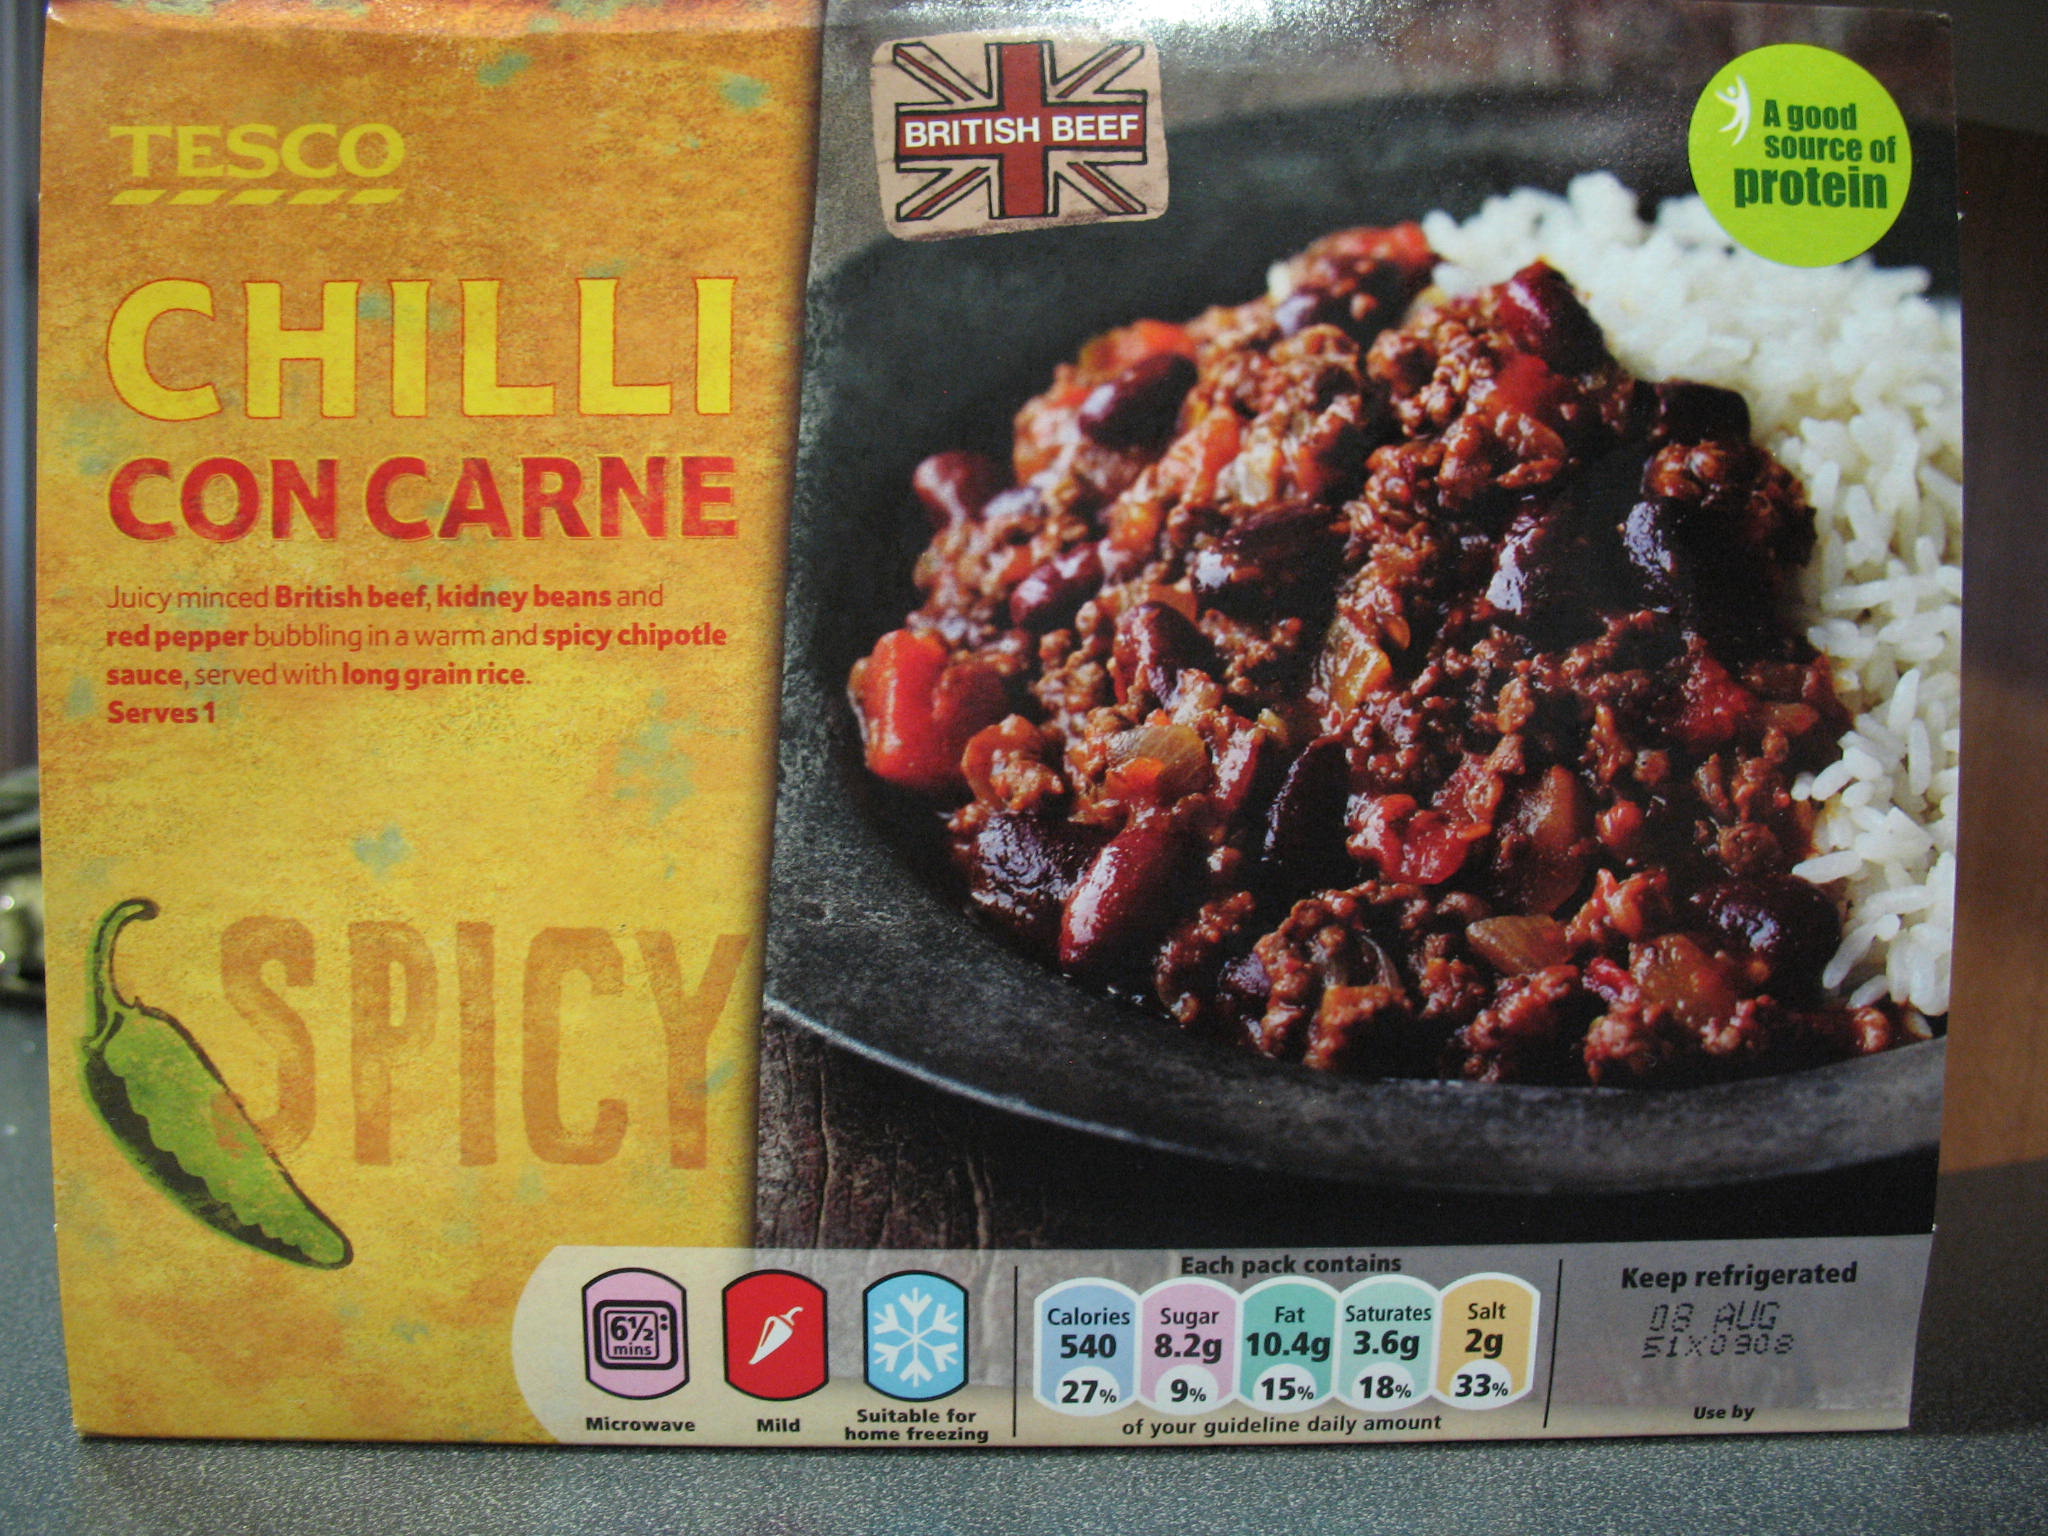 TESCO
CHILLI
CON CARNE
Juicy minced British beef, kidney beans and
red pepper bubbling in a warm and spicy chipotle
sauce, served with long grain rice.
Serves 1
SPICY
BRITISH BEEF
A good
source of
protein
6½
mins
Microwave
Mild
Suitable for
home freezing
Each pack contains
Calories Sugar Fat Saturates Salt
540 8.2g 10.4g 3.6g 2g
27% 9% 15% 18% 33%
of your guideline daily amount
Keep refrigerated
08 AUG
51X0908
Use by